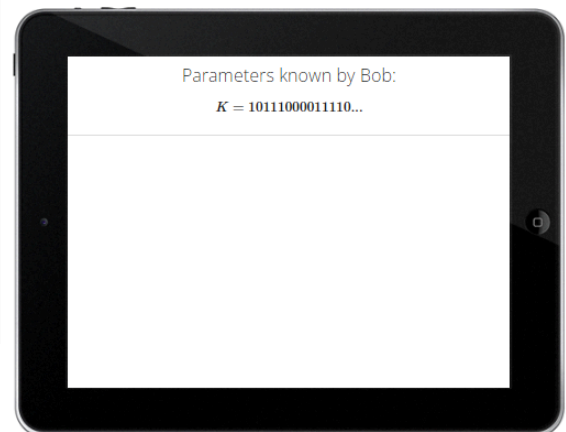 Parameters known by Bob:
K = 10111000011110...